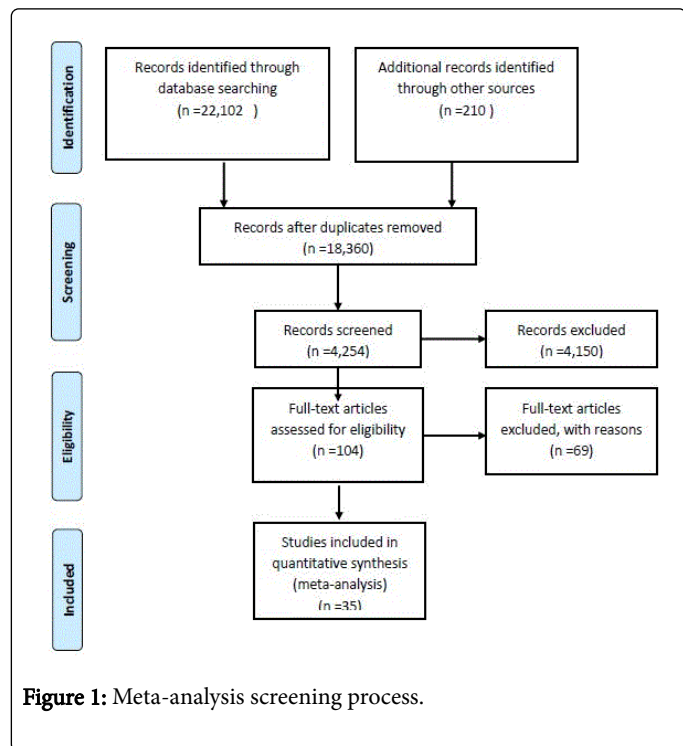 Identification
Records identified through
database searching
(n =22,102   )
Additional records identified
through other sources
(n =210 )
Screening
Records after duplicates removed
(n =18,360)
Records screened
(n =4,254)
Records excluded
(n =4,150)
Eligibility
Full-text articles
assessed for eligibility
(n =104)
Full-text articles
excluded, with reasons
(n =69)
Included
Studies included in
quantitative synthesis
(meta-analysis)
(n =35)
Figure 1: Meta-analysis screening process.